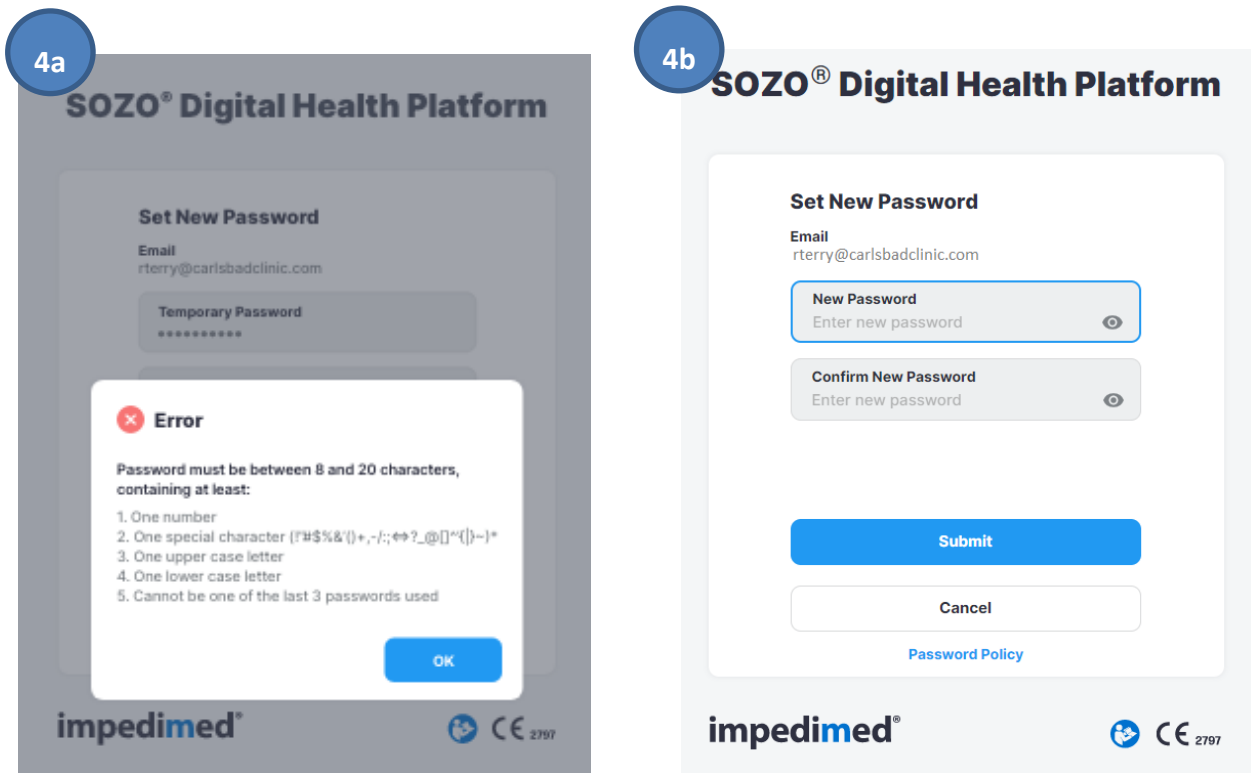 4a
SOZO® Digital Health Platform
Set New Password
Email
rterry@carlsbadclinic.com
Temporary Password
••••••••••
Error
Password must be between 8 and 20 characters,
containing at least:
1. One number
2. One special character
3. One upper case letter
4. One lower case letter
5. Cannot be one of the last 3 passwords used
OK
impedimed®
CE 2797
4b
SOZO® Digital Health Platform
Set New Password
Email
rterry@carlsbadclinic.com
New Password
Enter new password
Confirm New Password
Enter new password
Submit
Cancel
Password Policy
impedimed®
CE 2797